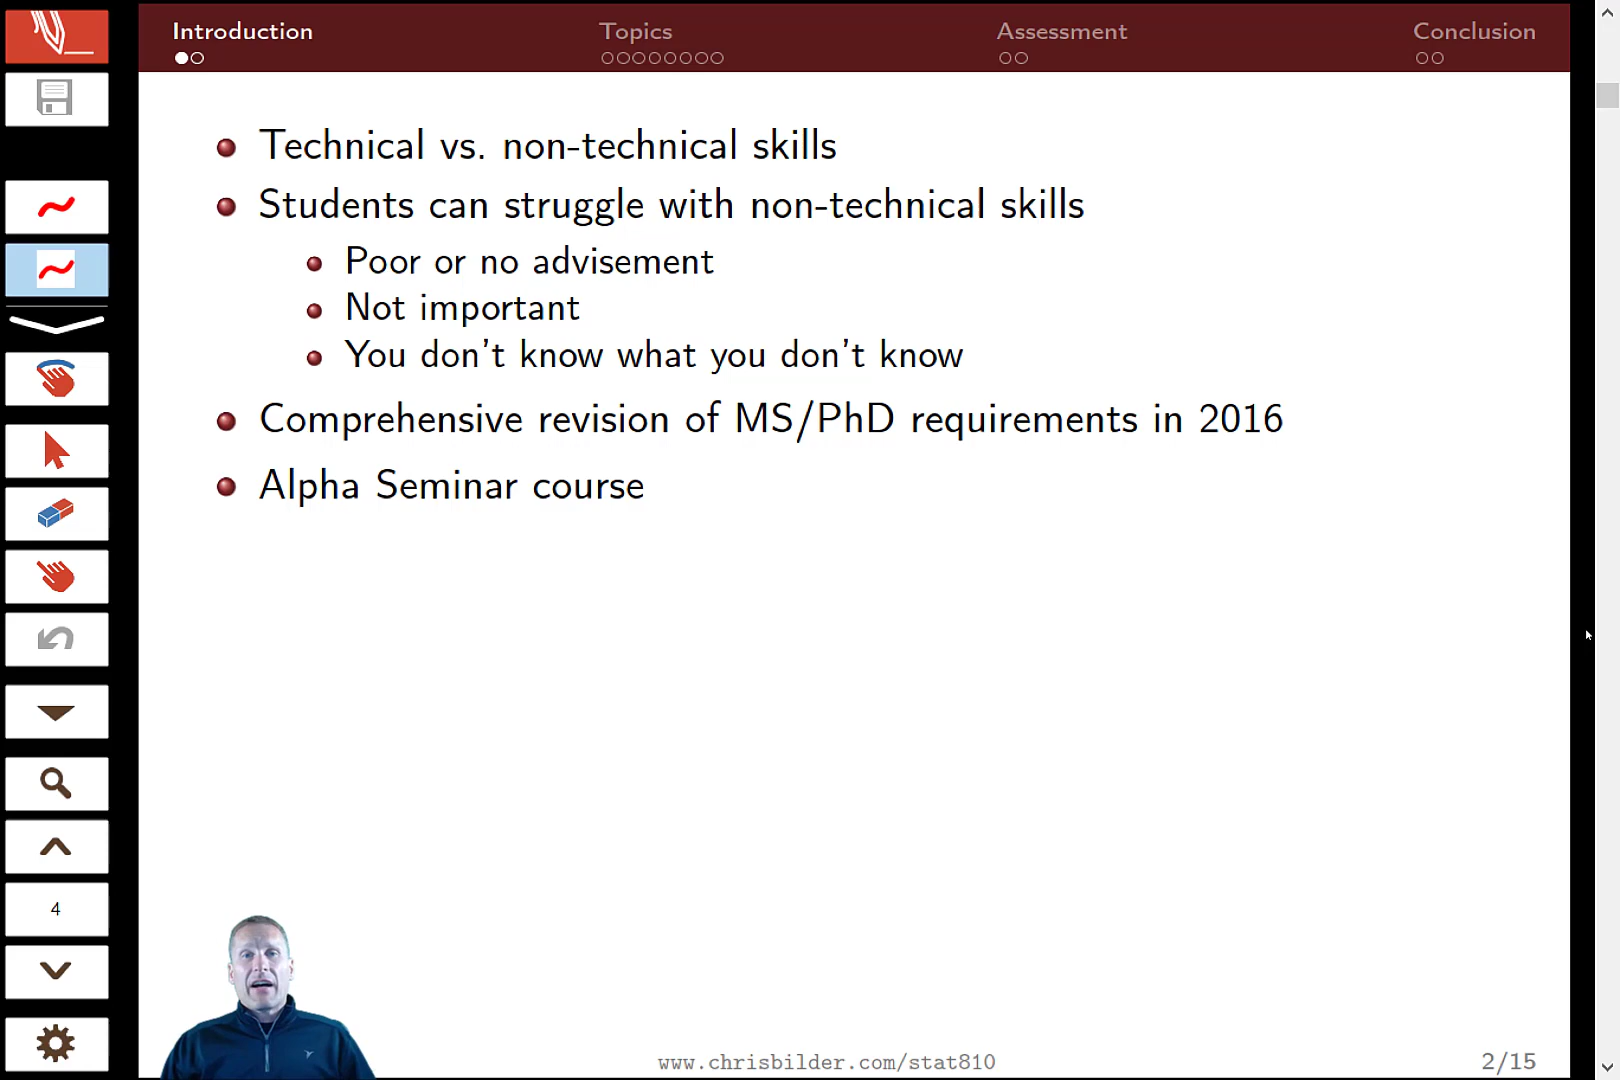 Introduction
Topics
Assessment
Conclusion
Technical vs. non-technical skills
Students can struggle with non-technical skills
Poor or no advisement
Not important
You don't know what you don't know
Comprehensive revision of MS/PhD requirements in 2016
Alpha Seminar course
4
www.chrisbilder.com/stat810
2/15